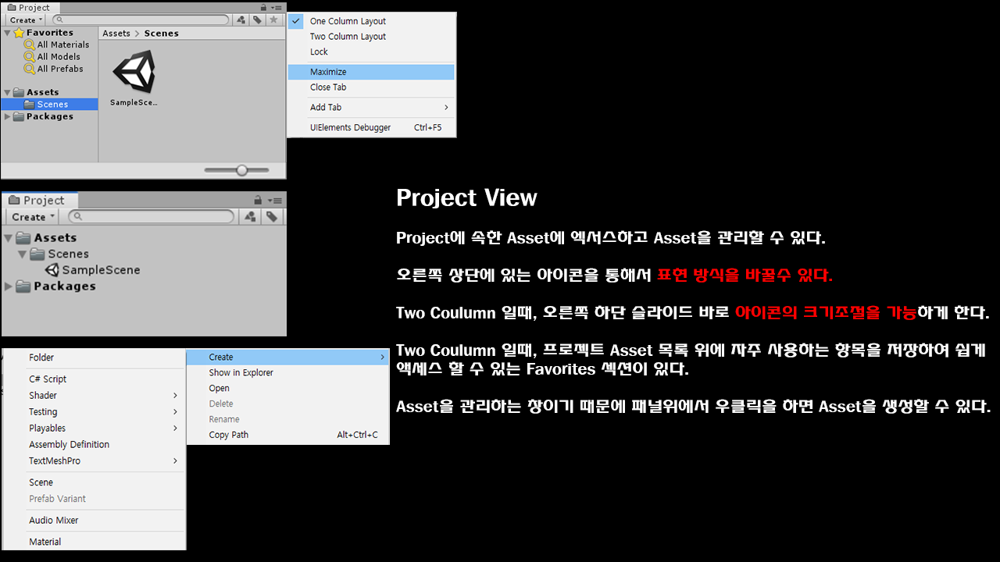 Project
Create
Favorites
All Materials
All Models
All Prefabs
Assets
Scenes
Packages
Assets > Scenes
SampleSce...
One Column Layout
Two Column Layout
Lock
Maximize
Close Tab
Add Tab
UIElements Debugger Ctrl+F5
Project
Create
Assets
Scenes
SampleScene
Packages
Folder
C# Script
Shader
Testing
Playables
Assembly Definition
TextMeshPro
Scene
Prefab Variant
Audio Mixer
Material
Create
Show in Explorer
Open
Delete
Rename
Copy Path Alt+Ctrl+C
Project View
Project에 속한 Asset에 엑서스하고 Asset을 관리할 수 있다.
오른쪽 상단에 있는 아이콘을 통해서 표현 방식을 바꿀수 있다.
Two Coulumn 일때, 오른쪽 하단 슬라이드 바로 아이콘의 크기조절을 가능하게 한다.
Two Coulumn 일때, 프로젝트 Asset 목록 위에 자주 사용하는 항목을 저장하여 쉽게
액세스 할 수 있는 Favorites 섹션이 있다.
Asset을 관리하는 창이기 때문에 패널위에서 우클릭을 하면 Asset을 생성할 수 있다.